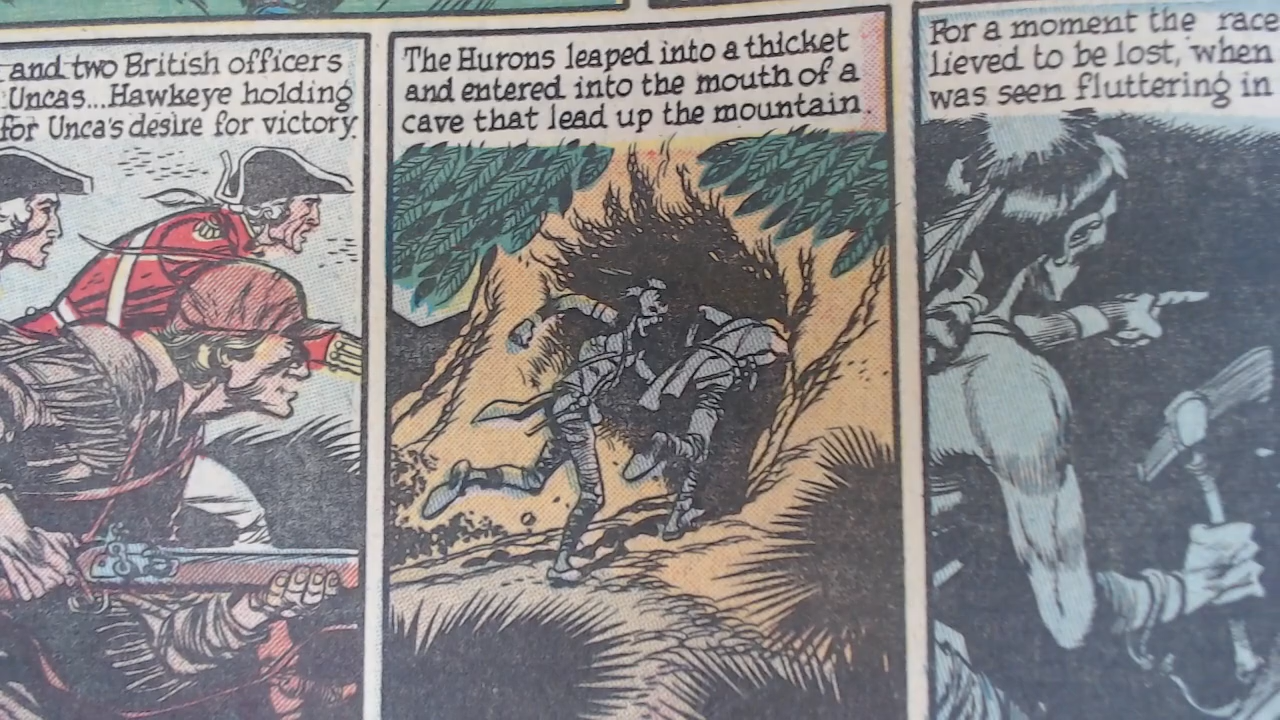 and two British officers
Uncas...Hawkeye holding
for Unca's desire for victory.
The Hurons leaped into a thicket
and entered into the mouth of a
cave that lead up the mountain.
For a moment the race
lieved to be lost, when
was seen fluttering in